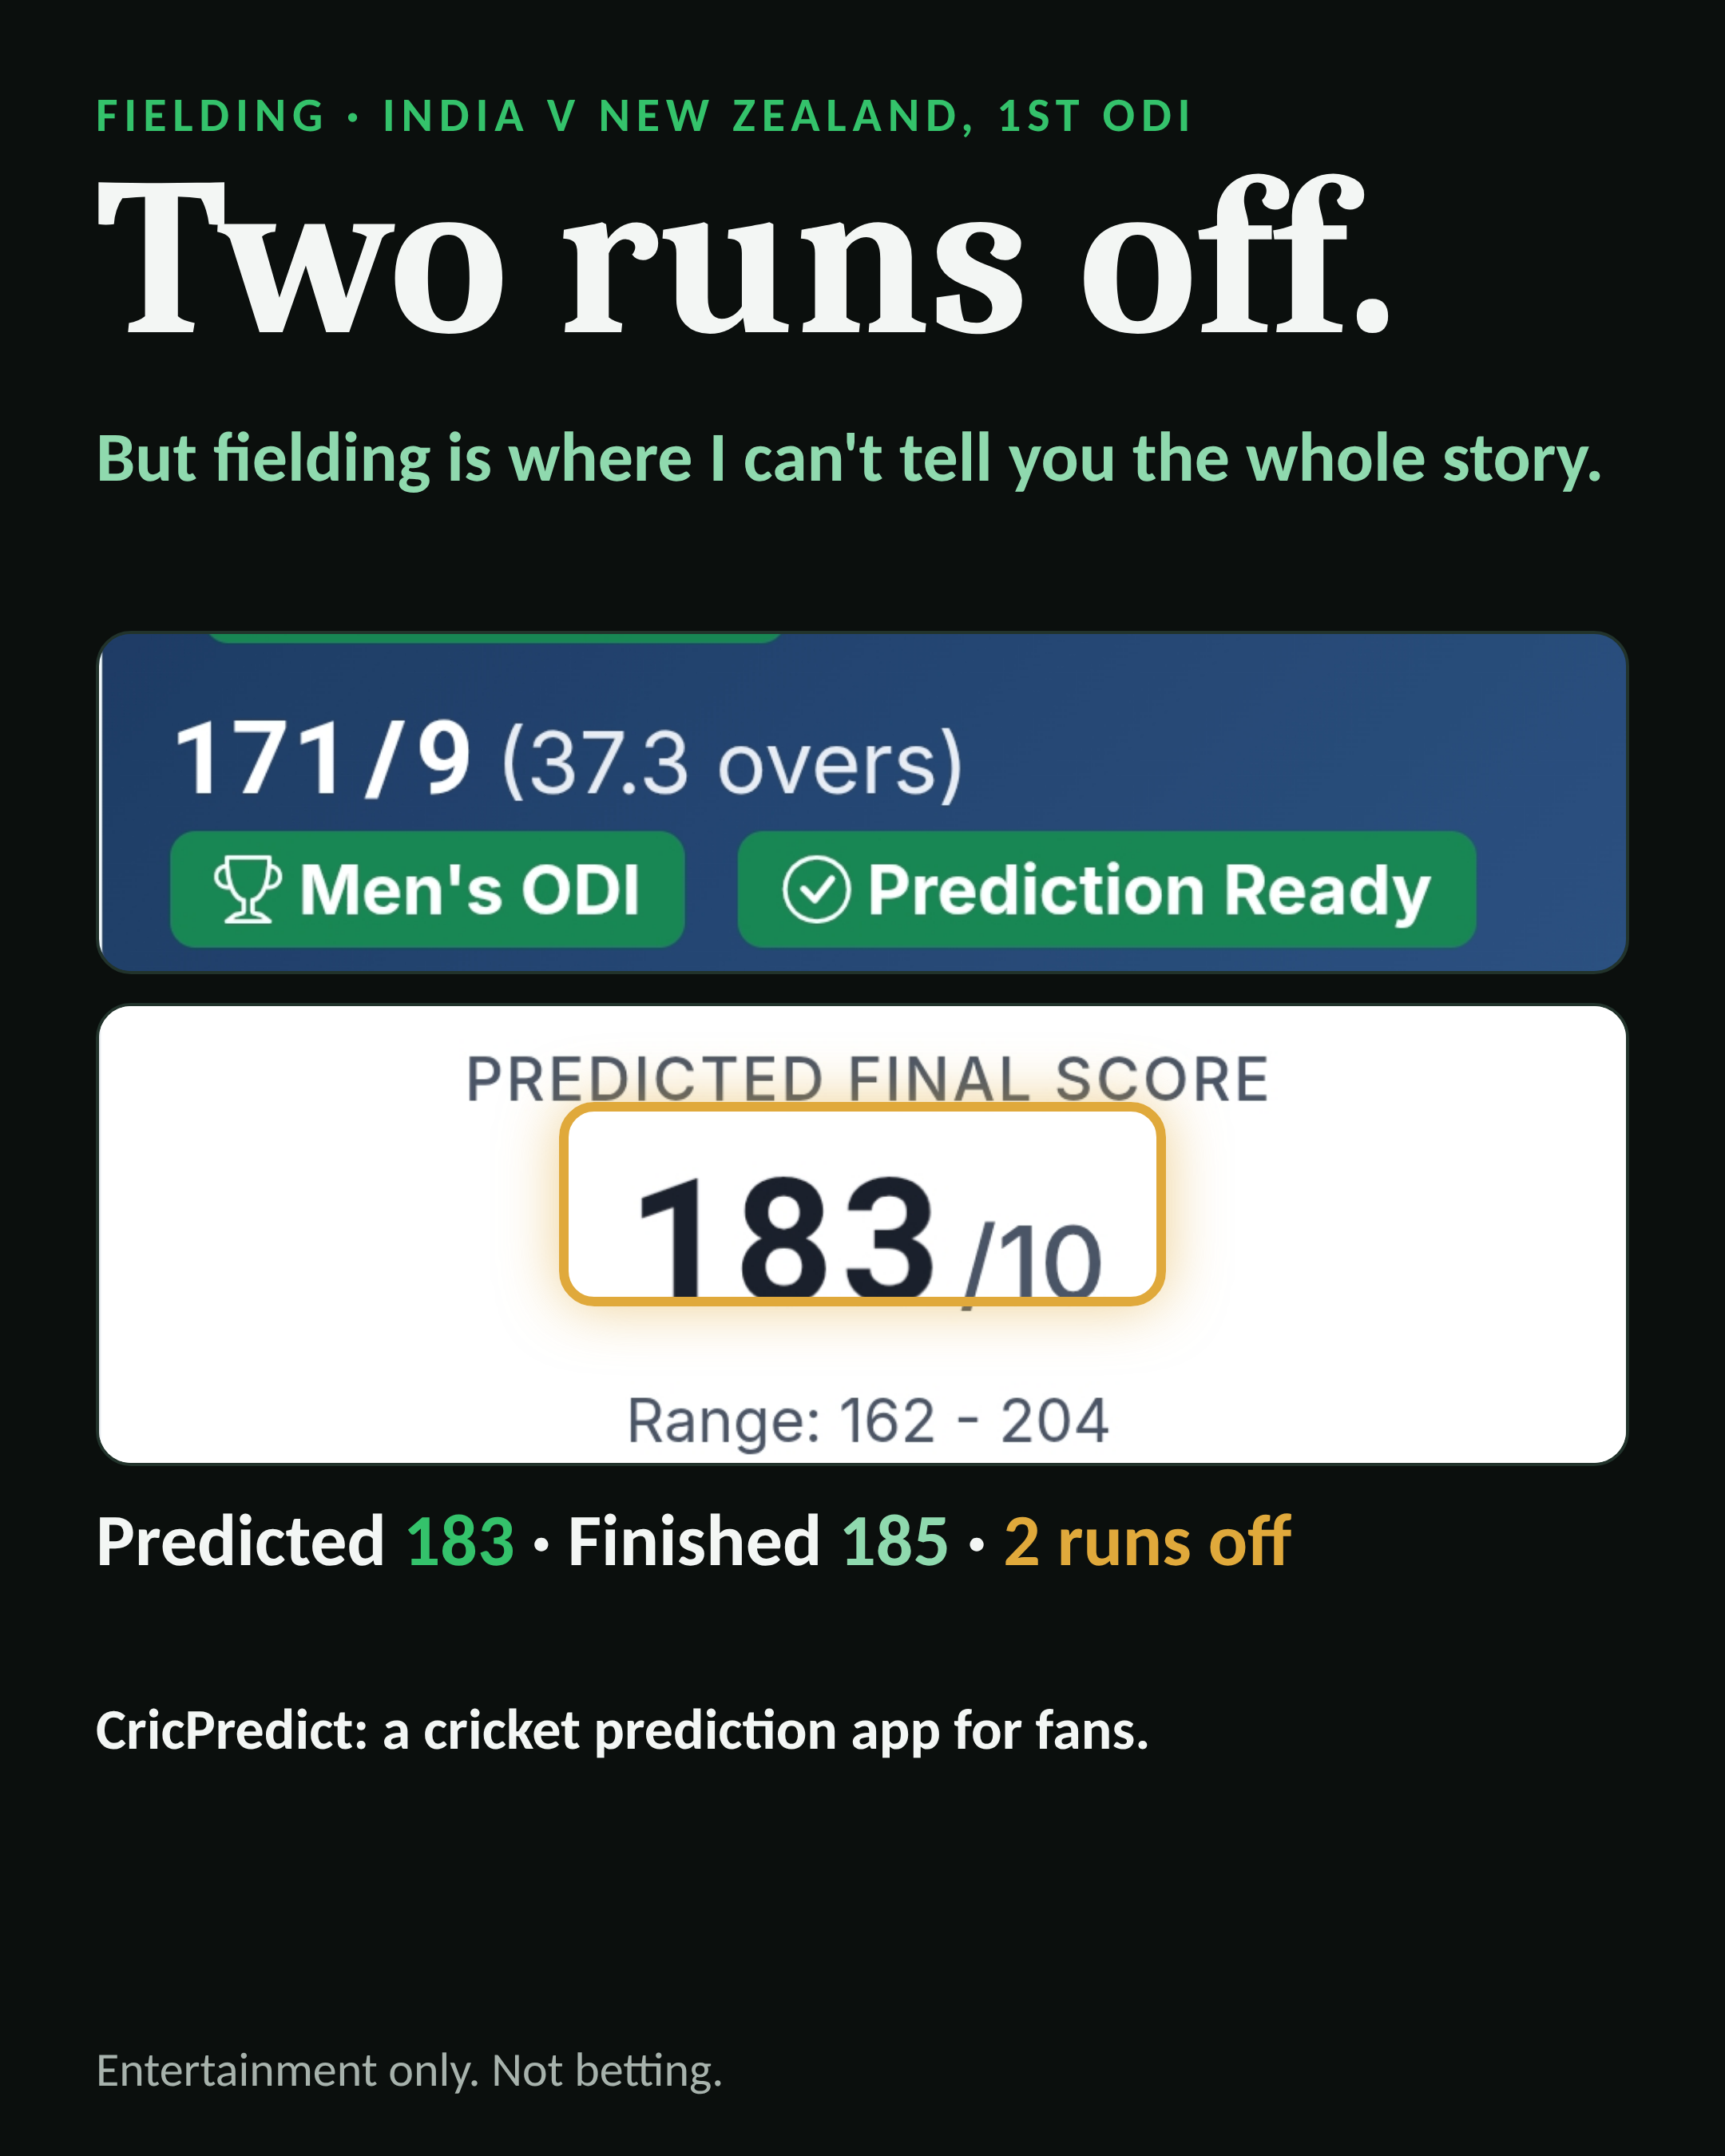 FIELDING · INDIA V NEW ZEALAND, 1ST ODI
Two runs off.
But fielding is where I can't tell you the whole story.
171/9 (37.3 overs)
Men's ODI Prediction Ready
PREDICTED FINAL SCORE
183 /10
Range: 162 - 204
Predicted 183 · Finished 185 · 2 runs off
CricPredict: a cricket prediction app for fans.
Entertainment only. Not betting.